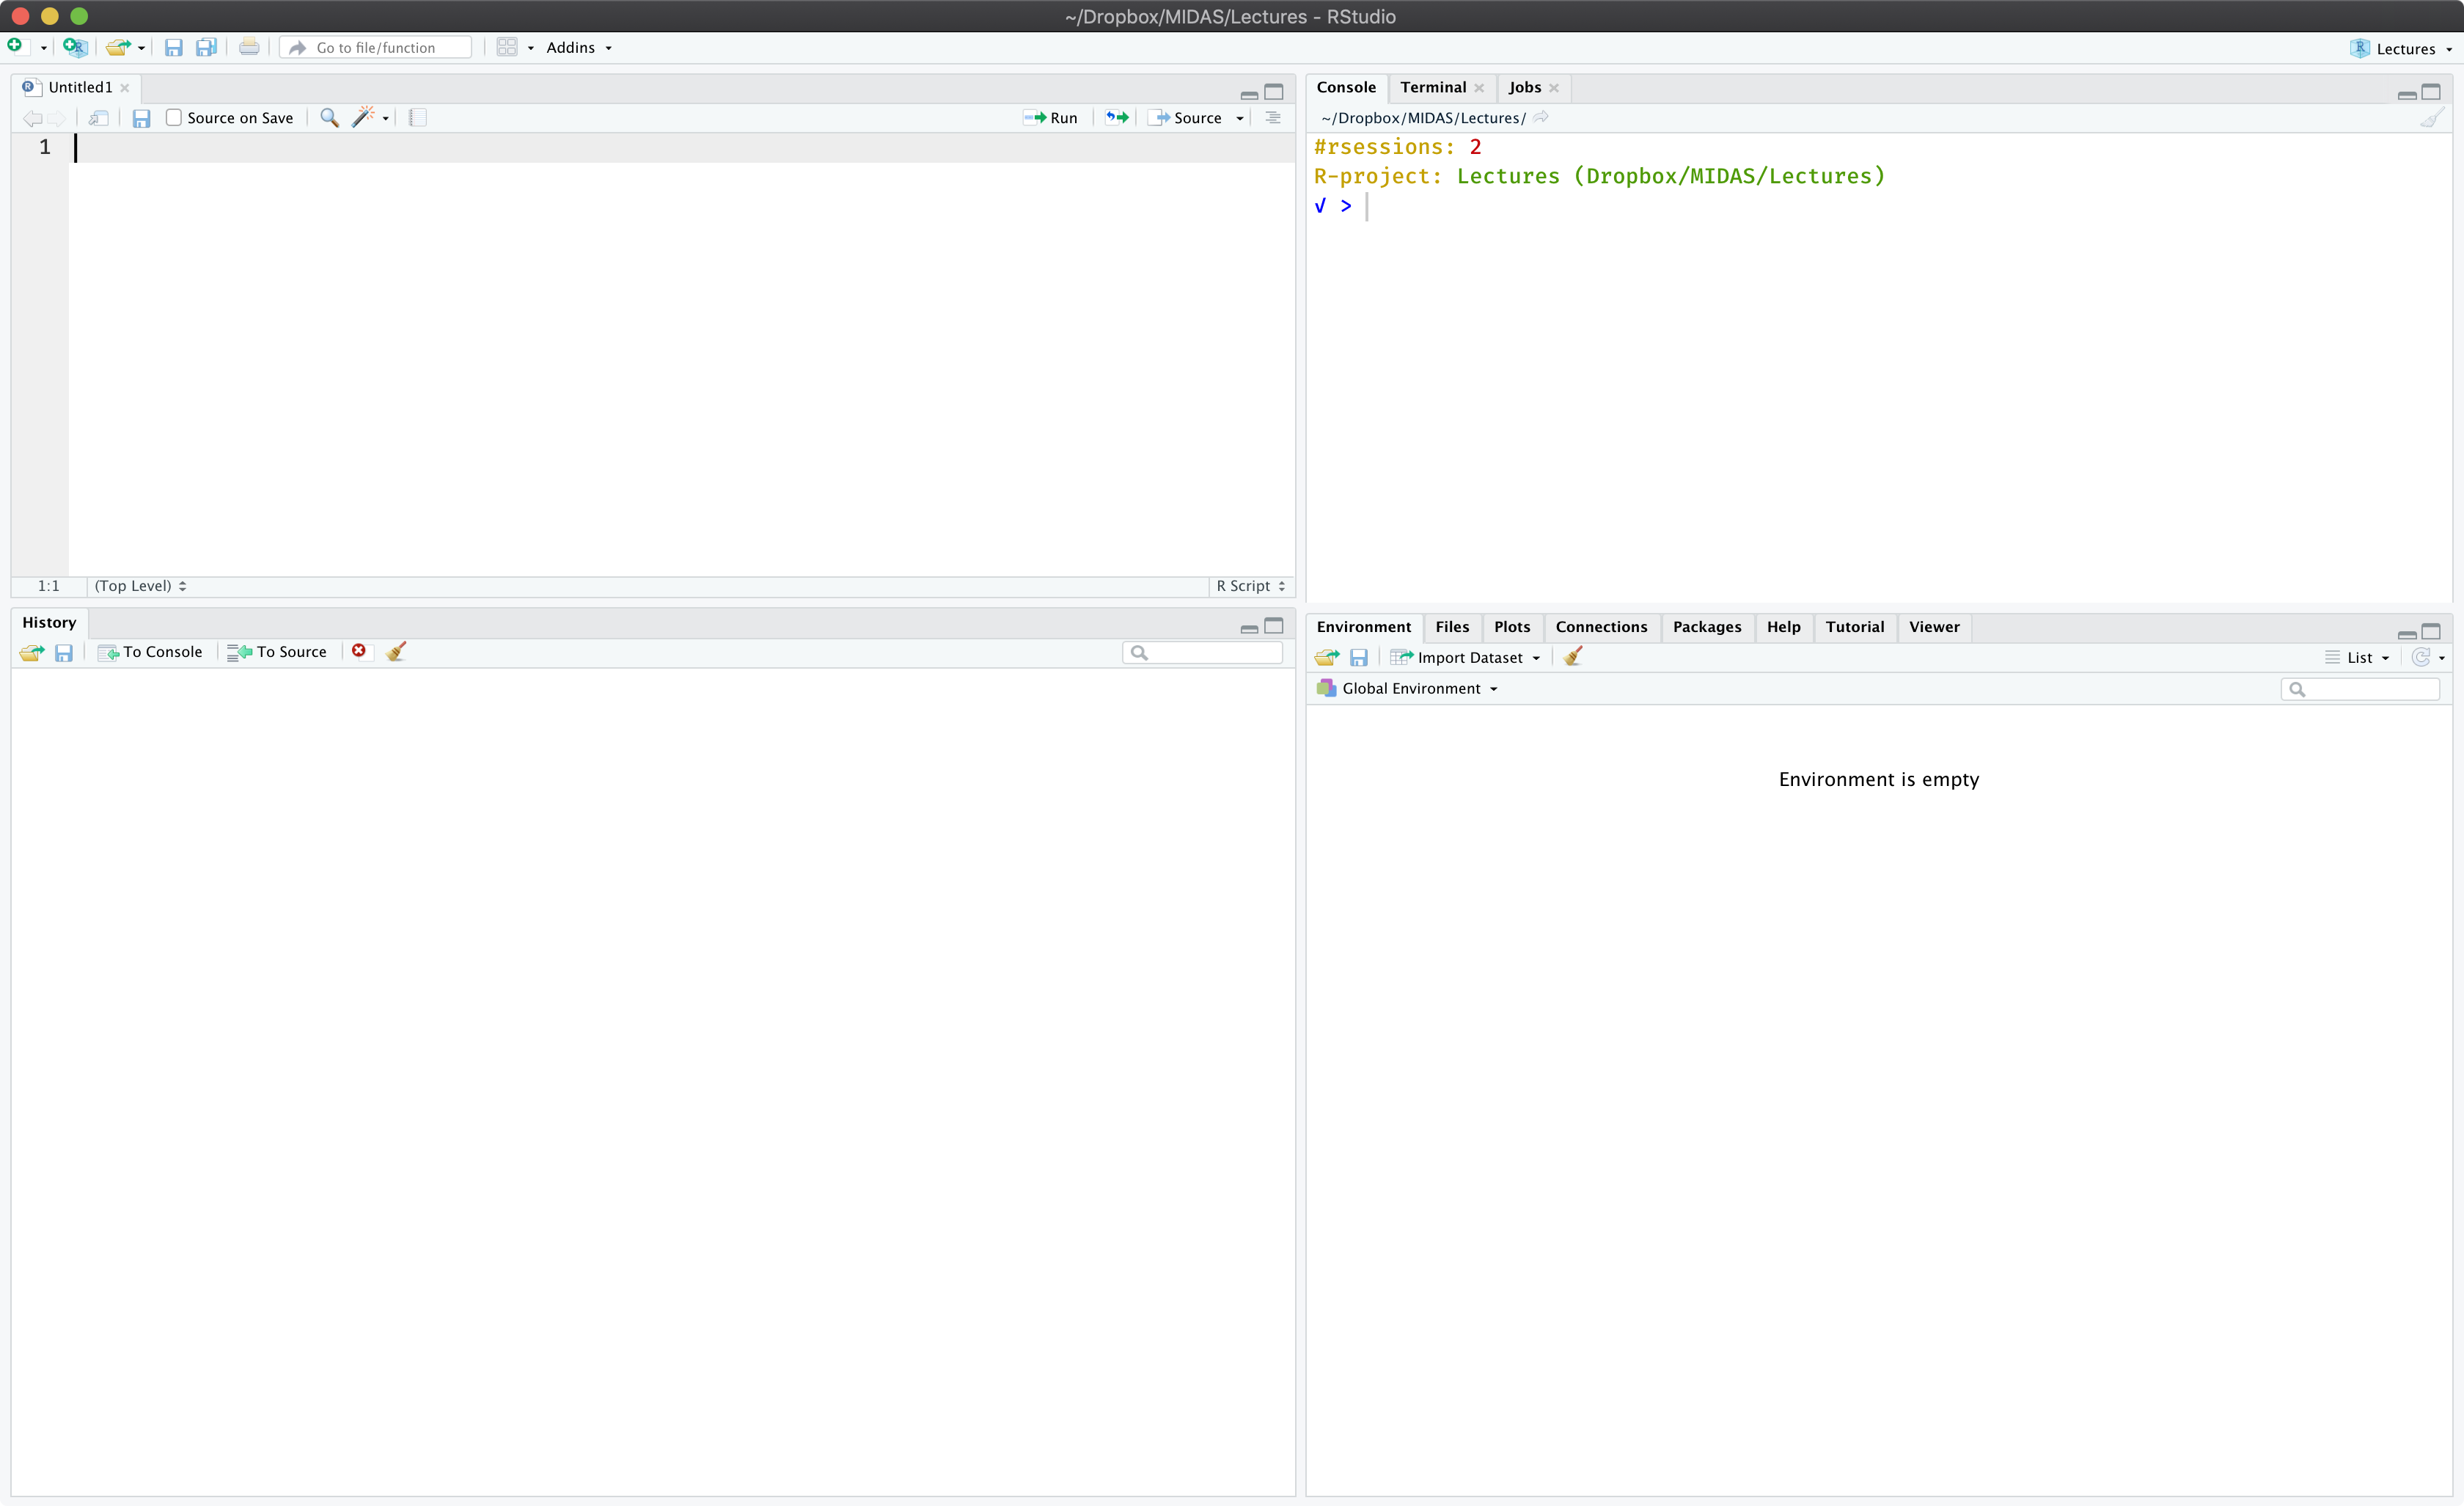 ~/Dropbox/MIDAS/Lectures - RStudio
Go to file/function Addins Lectures
Untitled1
Source on Save Run Source
1
1:1 (Top Level) R Script
Console Terminal Jobs
~/Dropbox/MIDAS/Lectures/
#rsessions: 2
R-project: Lectures (Dropbox/MIDAS/Lectures)
√ >
History
To Console To Source
Environment Files Plots Connections Packages Help Tutorial Viewer
Import Dataset List
Global Environment
Environment is empty